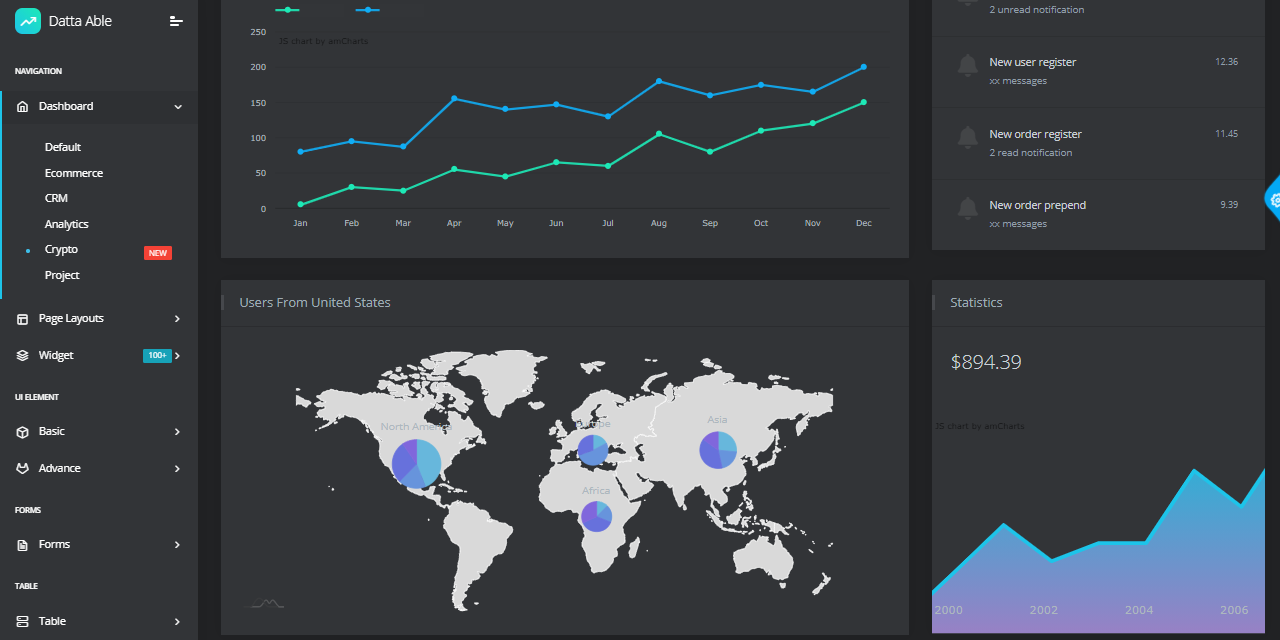 Datta Able
NAVIGATION
Dashboard
Default
Ecommerce
CRM
Analytics
Crypto
NEW
Project
Page Layouts
Widget
100+
UI ELEMENT
Basic
Advance
FORMS
Forms
TABLE
Table
250
JS chart by amCharts
200
150
100
50
0
Jan Feb Mar Apr May Jun Jul Aug Sep Oct Nov Dec
2 unread notification
New user register 12.36
xx messages
New order register 11.45
2 read notification
New order prepend 9.39
xx messages
Users From United States
North America
Europe
Asia
Africa
Statistics
$894.39
JS chart by amCharts
2000 2002 2004 2006